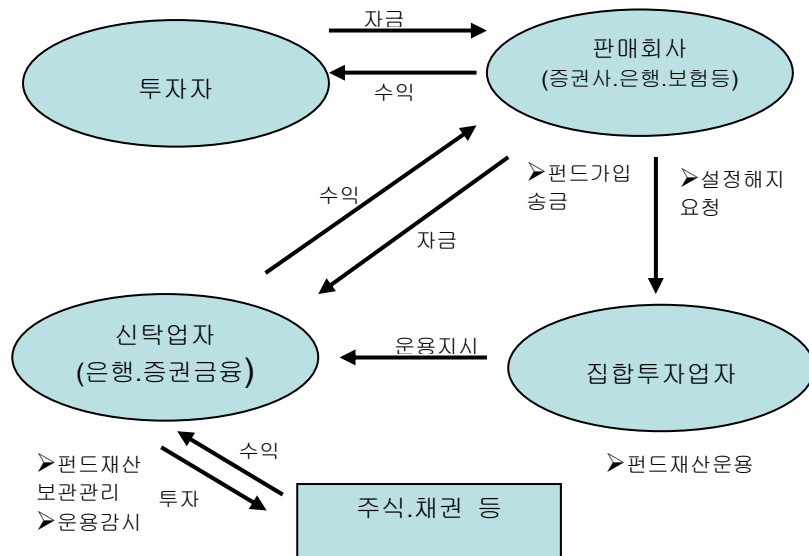 자금
판매회사
(증권사.은행.보험등)
투자자
수익
➢펀드가입
송금
➢설정해지
요청
수익
자금
신탁업자
(은행.증권금융)
운용지시
집합투자업자
➢펀드재산
보관관리
➢운용감시
수익
투자
➢펀드재산운용
주식.채권 등